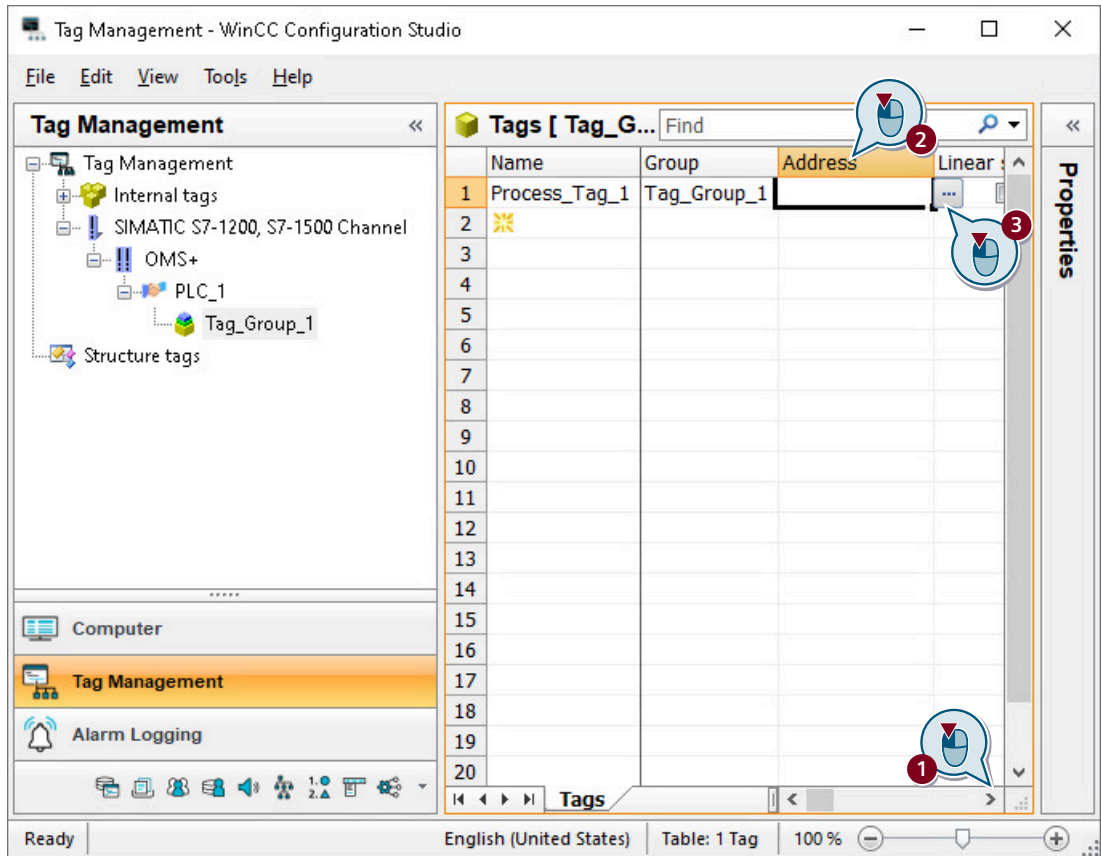 Tag Management - WinCC Configuration Studio
File Edit View Tools Help
Tag Management «
Tag Management
Internal tags
SIMATIC S7-1200, S7-1500 Channel
OMS+
PLC_1
Tag_Group_1
Structure tags
Computer
Tag Management
Alarm Logging
Tags [ Tag_G... Find
2
«
Properties
Name Group Address Linear s
1 Process_Tag_1 Tag_Group_1 ...
3
2
3
4
5
6
7
8
9
10
11
12
13
14
15
16
17
18
19
20
1
Tags
Ready English (United States) Table: 1 Tag 100 %